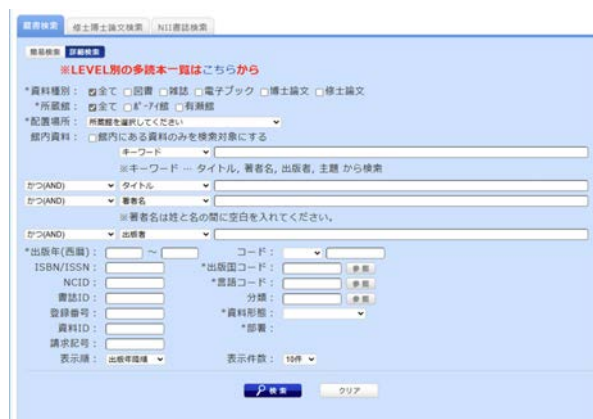 蔵書検索 修士博士論文検索 NII書誌検索
簡易検索 詳細検索
※LEVEL別の多読本一覧はこちらから
*資料種別: 全て 図書 雑誌 電子ブック 博士論文 修士論文
*所蔵館: 全て ﾎﾟｰｱｲ館 有瀬館
*配置場所: 所蔵館を選択してください
館内資料: 館内にある資料のみを検索対象にする
キーワード
※キーワード … タイトル, 著者名, 出版者, 主題 から検索
かつ(AND) タイトル
かつ(AND) 著者名
※著者名は姓と名の間に空白を入れてください。
かつ(AND) 出版者
*出版年(西暦): ~ コード:
ISBN/ISSN: *出版国コード: 参照
NCID: *言語コード: 参照
書誌ID: 分類: 参照
登録番号: *資料形態:
資料ID: *部署:
請求記号:
表示順: 出版年降順 表示件数: 10件
検索 クリア